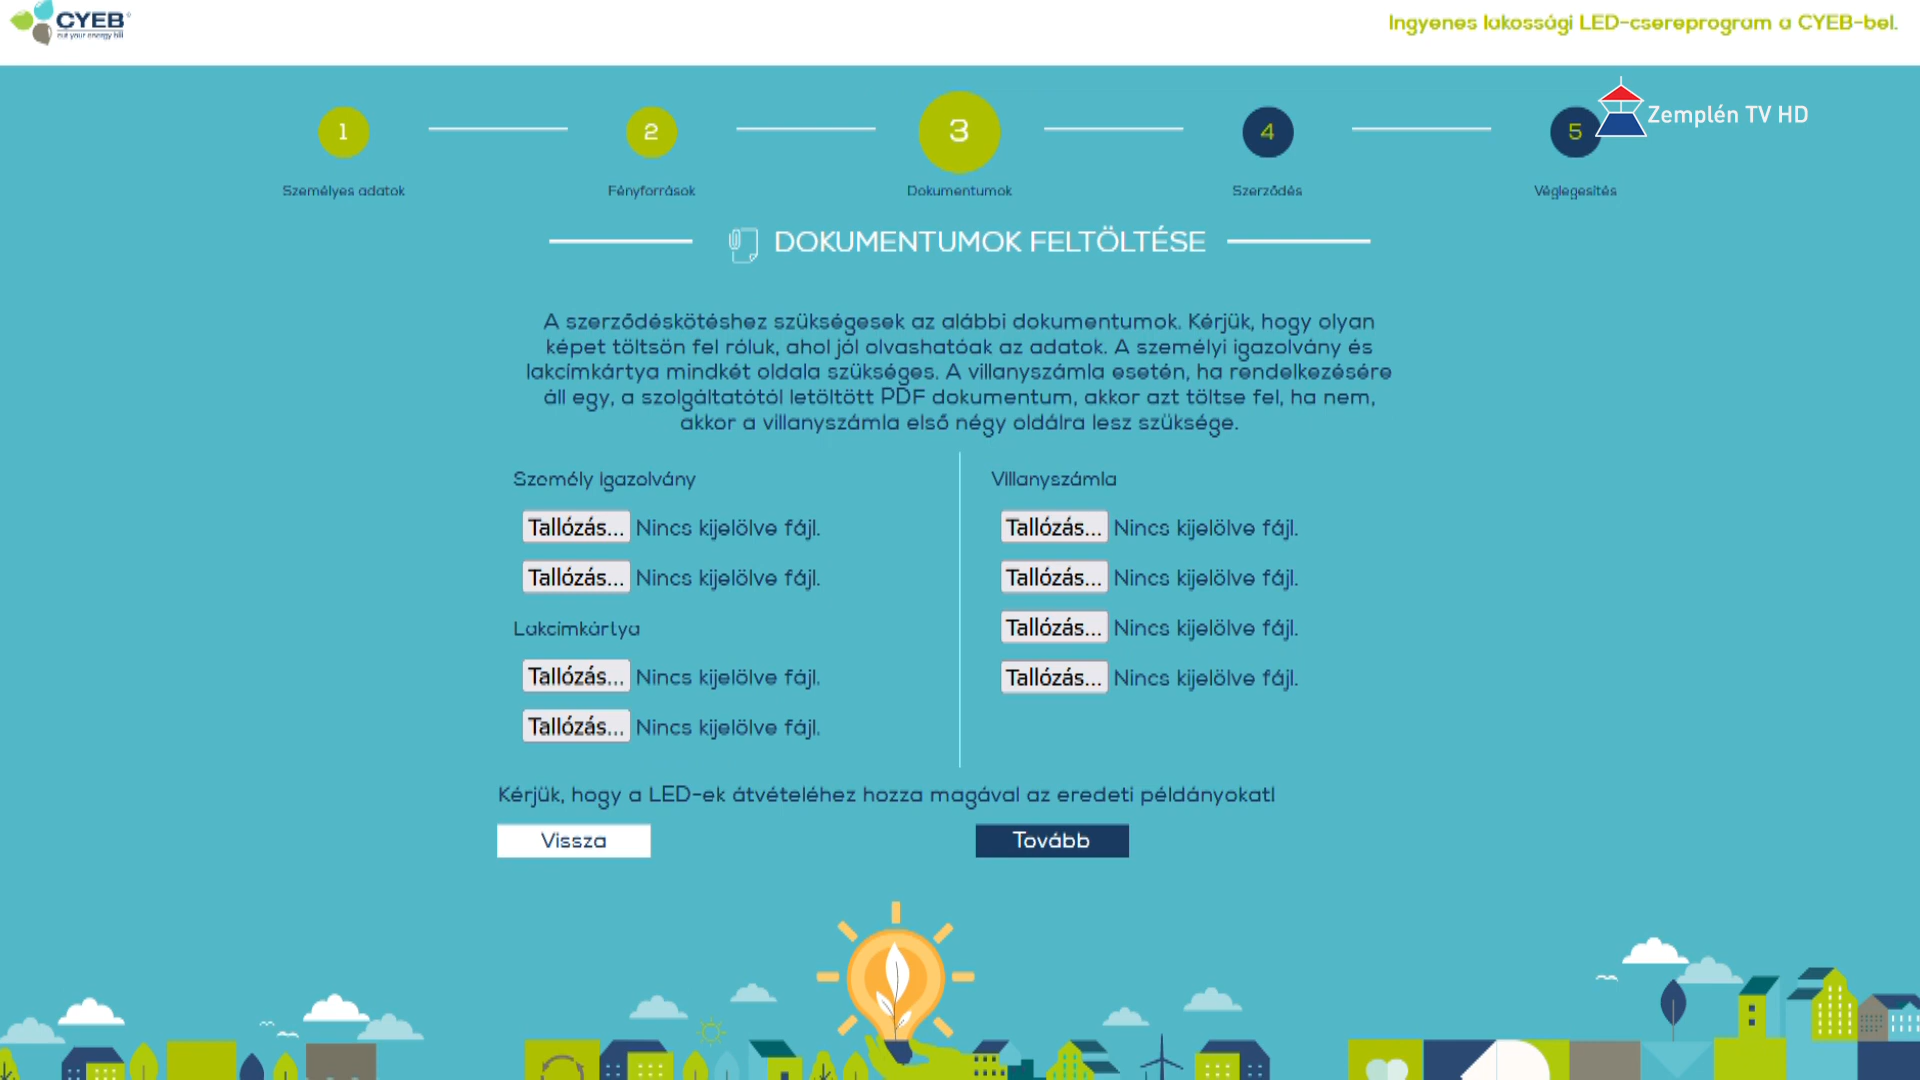 CYEB
cut your energy bill
Ingyenes lakossági LED-csereprogram a CYEB-bel.
Zemplén TV HD
1
2
3
4
5
Személyes adatok
Fényforrások
Dokumentumok
Szerződés
Véglegesítés
DOKUMENTUMOK FELTÖLTÉSE
A szerződéskötéshez szükségesek az alábbi dokumentumok. Kérjük, hogy olyan
képet töltsön fel róluk, ahol jól olvashatóak az adatok. A személyi igazolvány és
lakcímkártya mindkét oldala szükséges. A villanyszámla esetén, ha rendelkezésére
áll egy, a szolgáltatótól letöltött PDF dokumentum, akkor azt töltse fel, ha nem,
akkor a villanyszámla első négy oldálra lesz szüksége.
Személy Igazolvány
Tallózás... Nincs kijelölve fájl.
Tallózás... Nincs kijelölve fájl.
Lakcímkártya
Tallózás... Nincs kijelölve fájl.
Tallózás... Nincs kijelölve fájl.
Villanyszámla
Tallózás... Nincs kijelölve fájl.
Tallózás... Nincs kijelölve fájl.
Tallózás... Nincs kijelölve fájl.
Tallózás... Nincs kijelölve fájl.
Kérjük, hogy a LED-ek átvételéhez hozza magával az eredeti példányokat!
Vissza
Tovább